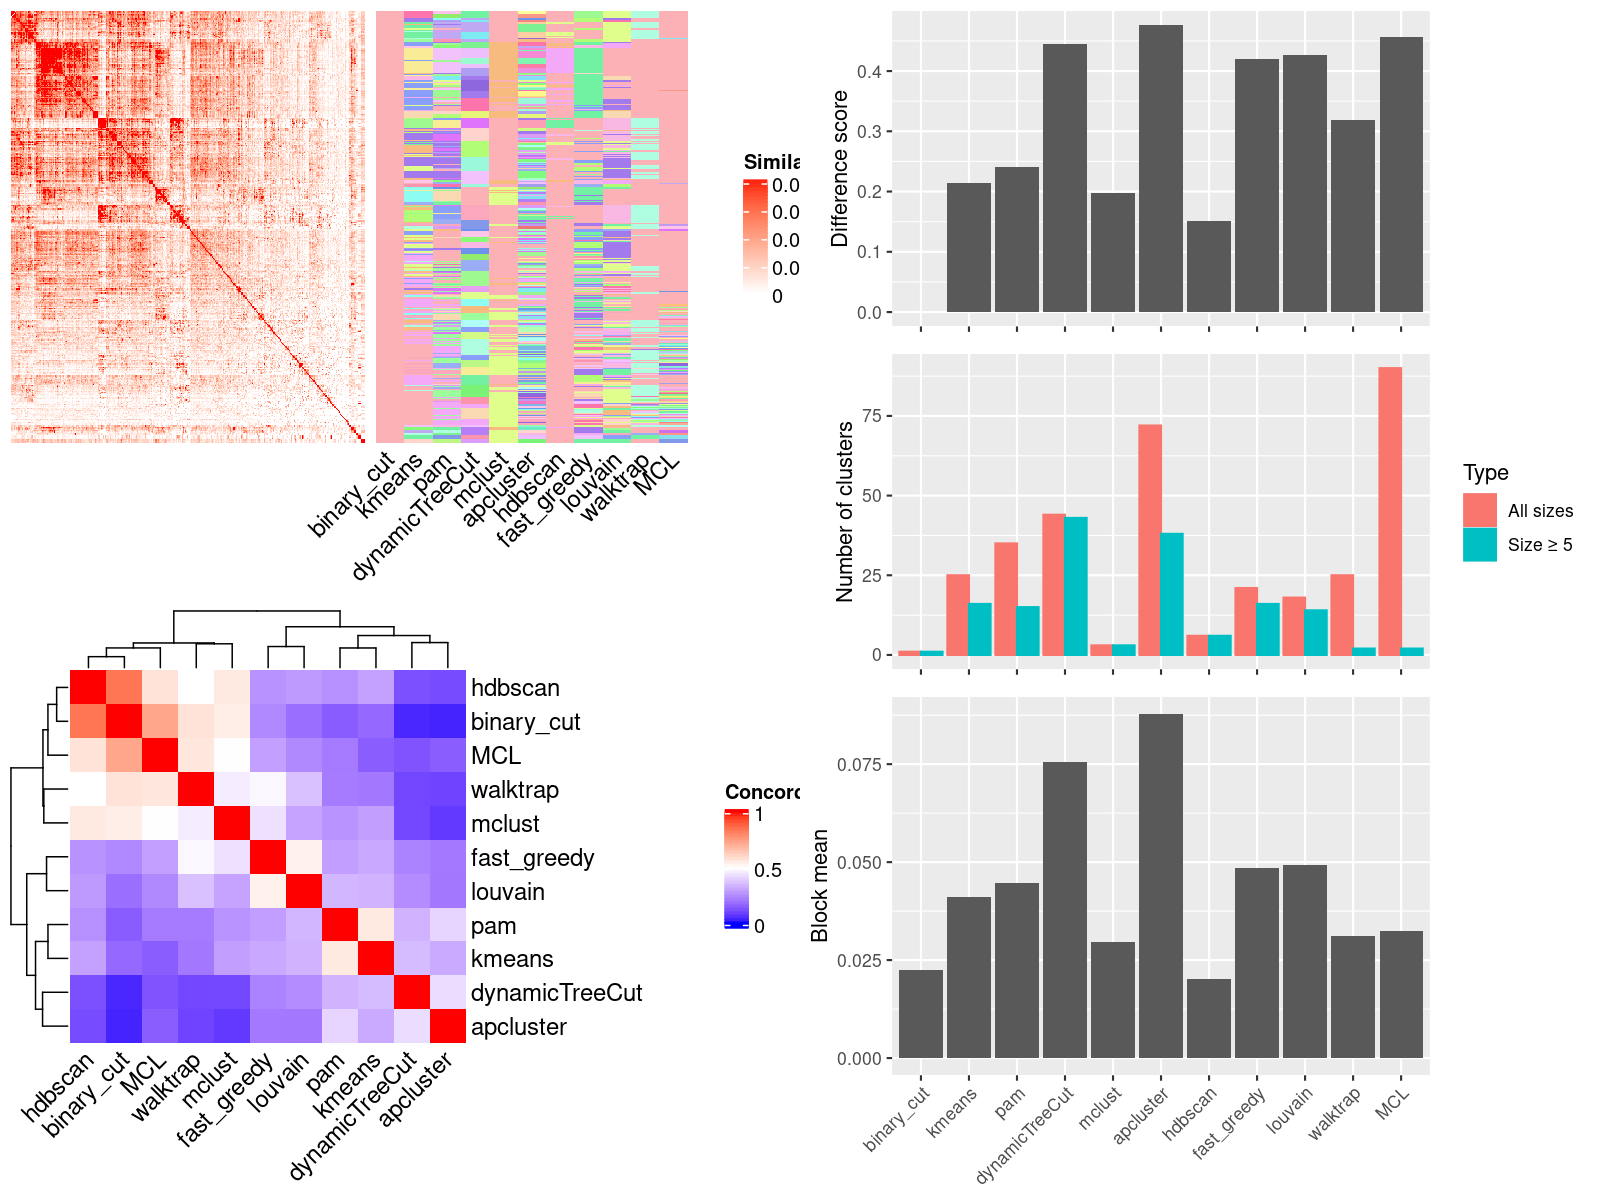 Simila
0.0
0.0
0.0
0.0
0
binary_cut
kmeans
pam
dynamicTreeCut
mclust
apcluster
hdbscan
fast_greedy
louvain
walktrap
MCL
hdbscan
binary_cut
MCL
walktrap
mclust
fast_greedy
louvain
pam
kmeans
dynamicTreeCut
apcluster
hdbscan
binary_cut
MCL
walktrap
mclust
fast_greedy
louvain
pam
kmeans
dynamicTreeCut
apcluster
Concord
1
0.5
0
Difference score
0.4
0.3
0.2
0.1
0.0
Number of clusters
75
50
25
0
Type
All sizes
Size ≥ 5
Block mean
0.075
0.050
0.025
0.000
binary_cut
kmeans
pam
dynamicTreeCut
mclust
apcluster
hdbscan
fast_greedy
louvain
walktrap
MCL